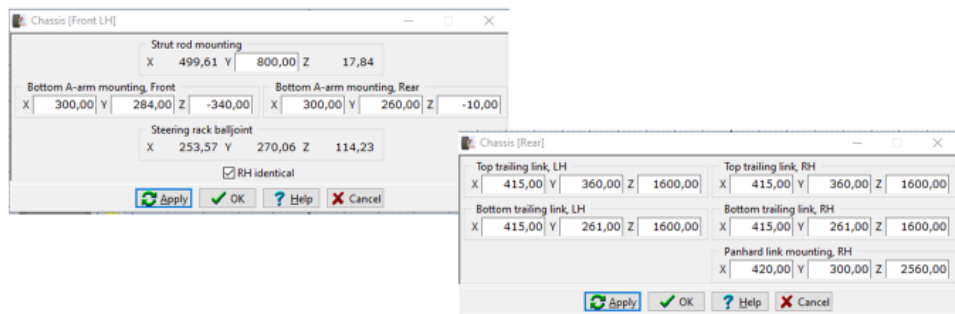 Chassis [Front LH]
Strut rod mounting
X 499,61 Y 800,00 Z 17,84
Bottom A-arm mounting, Front Bottom A-arm mounting, Rear
X 300,00 Y 284,00 Z -340,00 X 300,00 Y 260,00 Z -10,00
Steering rack balljoint
X 253,57 Y 270,06 Z 114,23
RH identical
Apply OK Help Cancel
Chassis [Rear]
Top trailing link, LH Top trailing link, RH
X 415,00 Y 360,00 Z 1600,00 X 415,00 Y 360,00 Z 1600,00
Bottom trailing link, LH Bottom trailing link, RH
X 415,00 Y 261,00 Z 1600,00 X 415,00 Y 261,00 Z 1600,00
Panhard link mounting, RH
X 420,00 Y 300,00 Z 2560,00
Apply OK Help Cancel